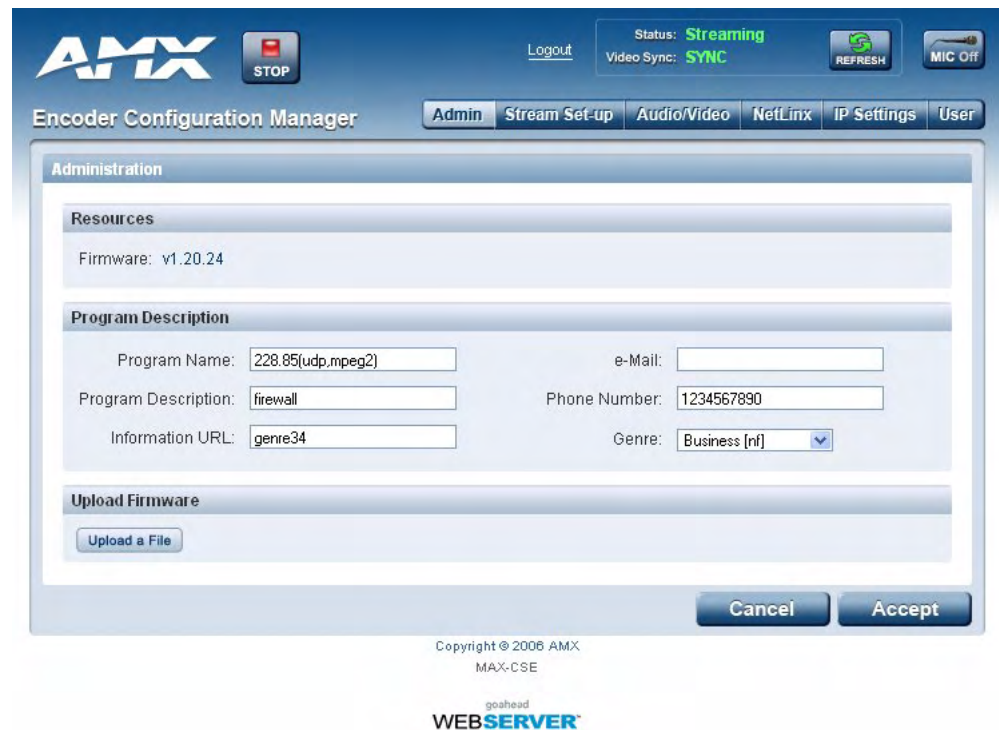 AMX
STOP
Logout
Status: Streaming
Video Sync: SYNC
REFRESH
MIC Off
Encoder Configuration Manager
Admin Stream Set-up Audio/Video NetLinx IP Settings User
Administration
Resources
Firmware: v1.20.24
Program Description
Program Name: 228.85(udp,mpeg2) e-Mail:
Program Description: firewall Phone Number: 1234567890
Information URL: genre34 Genre: Business [nf]
Upload Firmware
Upload a File
Cancel Accept
Copyright © 2006 AMX
MAX-CSE
goahead
WEBSERVER™